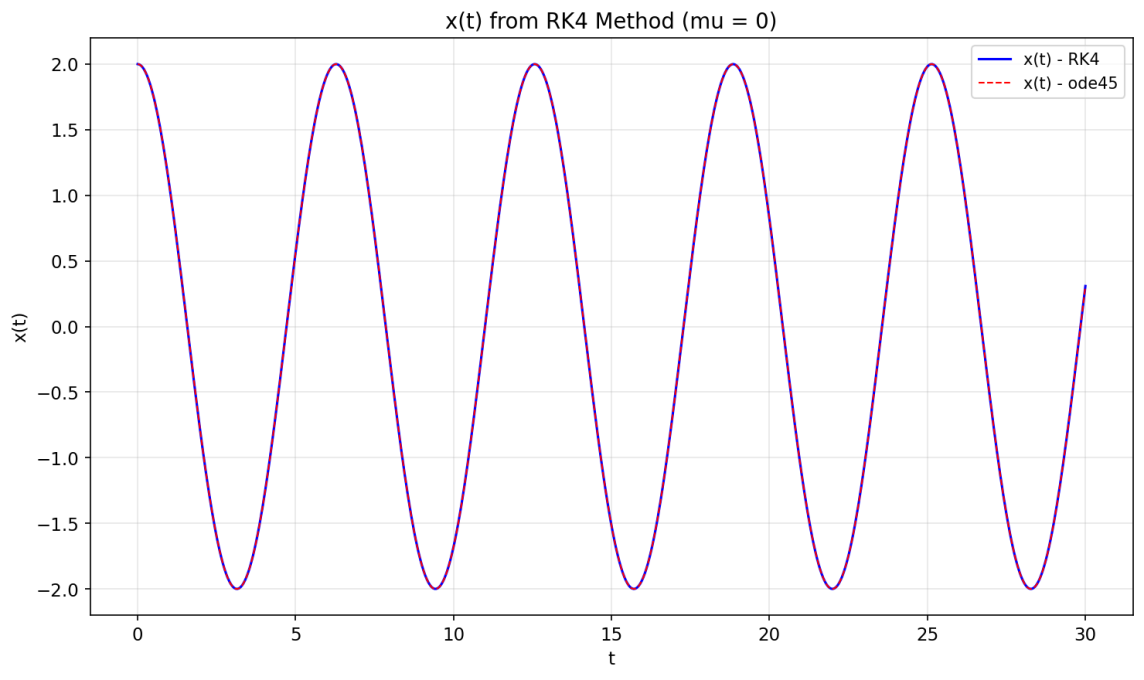 x(t) from RK4 Method (mu = 0)
x(t) - RK4
x(t) - ode45
2.0
1.5
1.0
0.5
0.0
−0.5
−1.0
−1.5
−2.0
x(t)
0 5 10 15 20 25 30
t